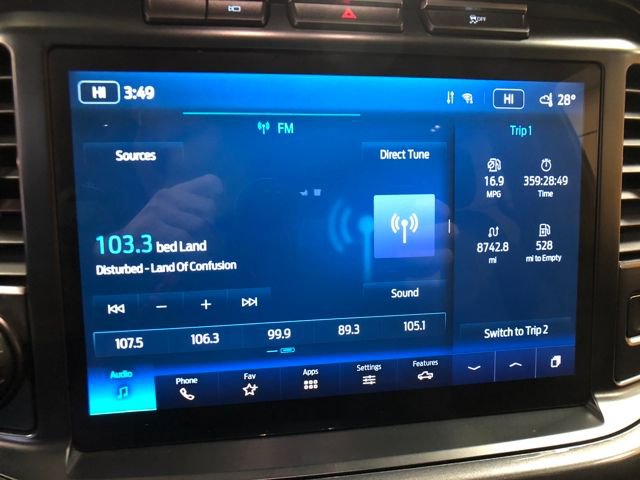 OFF
HI 3:49 HI 28°
FM
Sources Direct Tune
Trip 1
16.9 359:28:49
MPG Time
103.3 bed Land
Disturbed - Land Of Confusion
8742.8 528
mi mi to Empty
Sound
107.5 106.3 99.9 89.3 105.1
Switch to Trip 2
Audio Phone Fav Apps Settings Features